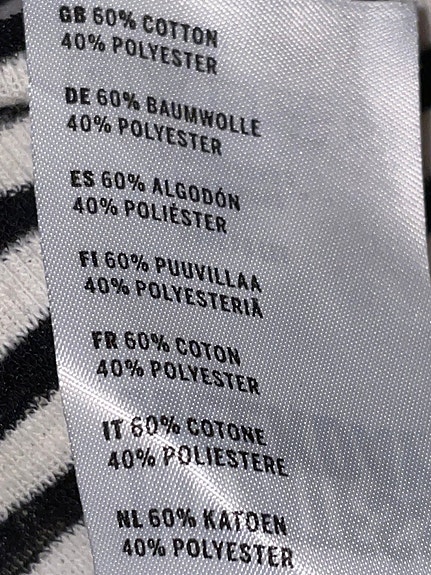 GB 60% COTTON
40% POLYESTER
DE 60% BAUMWOLLE
40% POLYESTER
ES 60% ALGODÓN
40% POLIÉSTER
FI 60% PUUVILLAA
40% POLYESTERIÄ
FR 60% COTON
40% POLYESTER
IT 60% COTONE
40% POLIESTERE
NL 60% KATOEN
40% POLYESTER